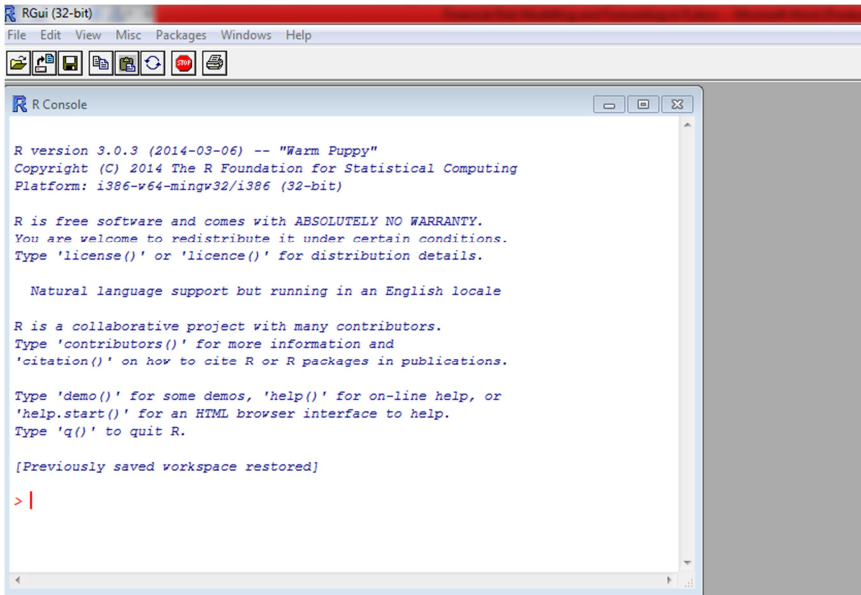 RGui (32-bit)
File Edit View Misc Packages Windows Help
STOP
R Console
R version 3.0.3 (2014-03-06) -- "Warm Puppy"
Copyright (C) 2014 The R Foundation for Statistical Computing
Platform: i386-w64-mingw32/i386 (32-bit)
R is free software and comes with ABSOLUTELY NO WARRANTY.
You are welcome to redistribute it under certain conditions.
Type 'license()' or 'licence()' for distribution details.
Natural language support but running in an English locale
R is a collaborative project with many contributors.
Type 'contributors()' for more information and
'citation()' on how to cite R or R packages in publications.
Type 'demo()' for some demos, 'help()' for on-line help, or
'help.start()' for an HTML browser interface to help.
Type 'q()' to quit R.
[Previously saved workspace restored]
>